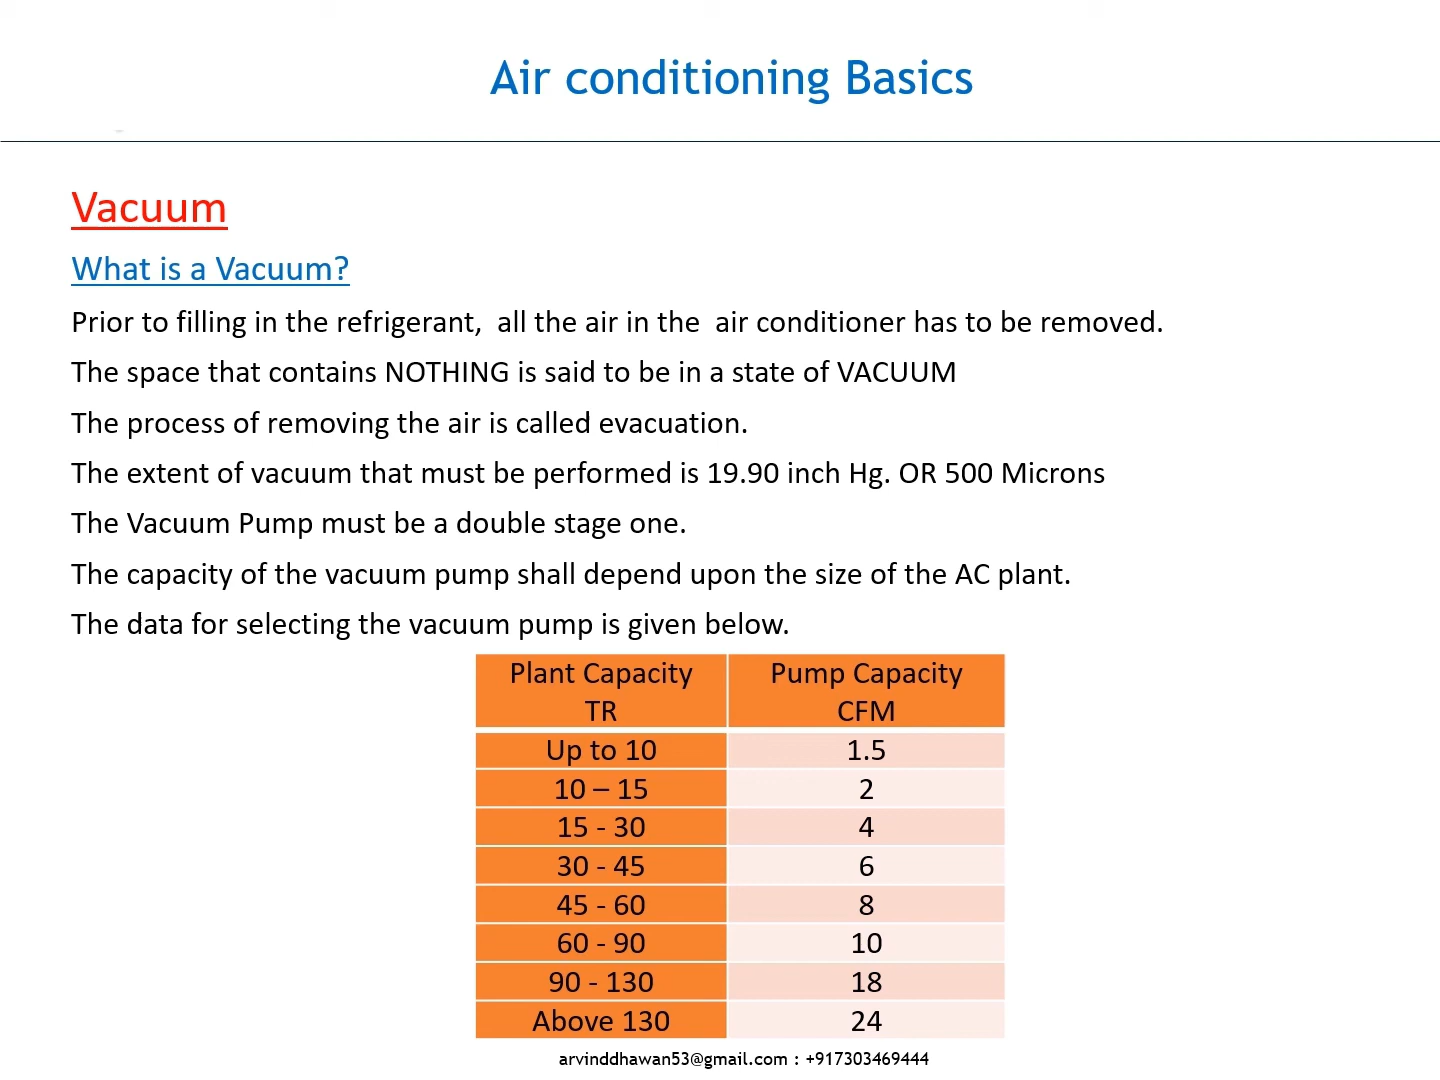 Air conditioning Basics
Vacuum
What is a Vacuum?
Prior to filling in the refrigerant,  all the air in the  air conditioner has to be removed.
The space that contains NOTHING is said to be in a state of VACUUM
The process of removing the air is called evacuation.
The extent of vacuum that must be performed is 19.90 inch Hg. OR 500 Microns
The Vacuum Pump must be a double stage one.
The capacity of the vacuum pump shall depend upon the size of the AC plant.
The data for selecting the vacuum pump is given below.
Plant Capacity TR Pump Capacity CFM
Up to 10 1.5
10 – 15 2
15 - 30 4
30 - 45 6
45 - 60 8
60 - 90 10
90 - 130 18
Above 130 24
arvinddhawan53@gmail.com : +917303469444